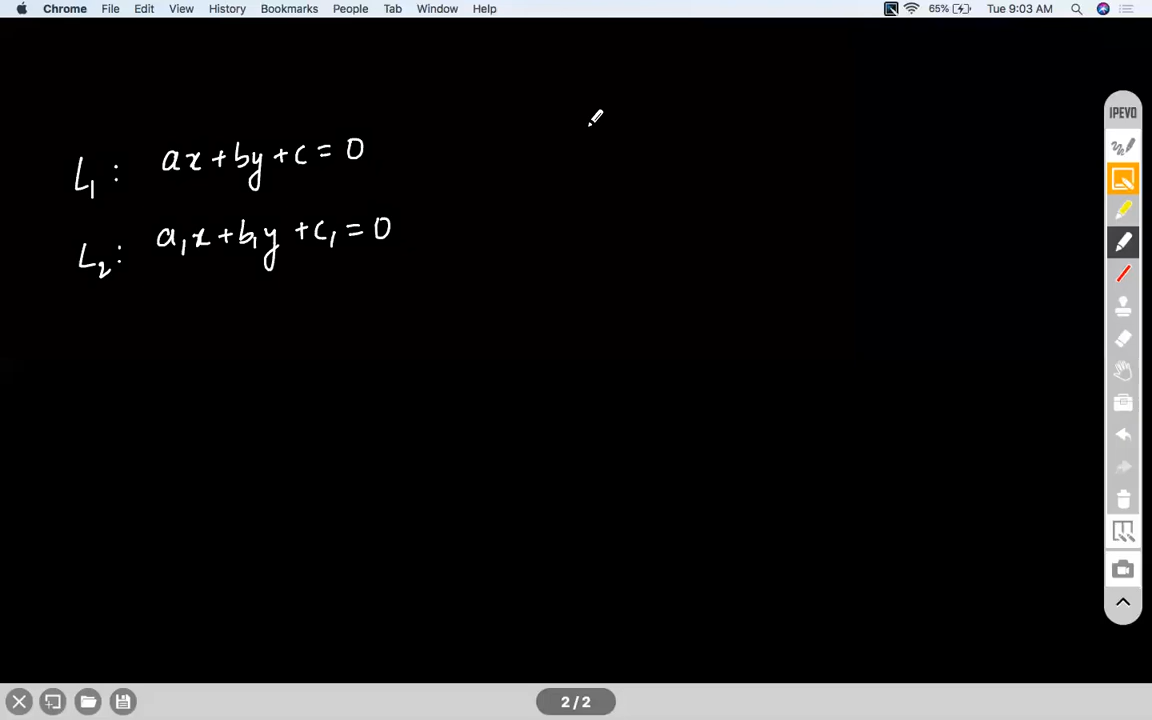 Chrome File Edit View History Bookmarks People Tab Window Help 65% Tue 9:03 AM
IPEVO
L₁: ax+by+c=0
L₂: a₁x+b₁y+c₁=0
2/2